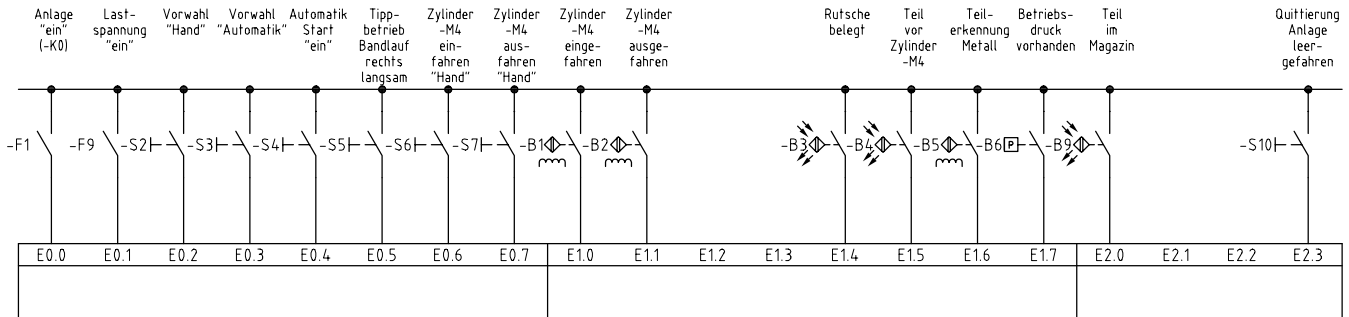 Anlage
"ein"
(-K0)
Last-
spannung
"ein"
Vorwahl
"Hand"
Vorwahl
"Automatik"
Automatik
Start
"ein"
Tipp-
betrieb
Bandlauf
rechts
langsam
Zylinder
-M4
ein-
fahren
"Hand"
Zylinder
-M4
aus-
fahren
"Hand"
Zylinder
-M4
einge-
fahren
Zylinder
-M4
ausge-
fahren
Rutsche
belegt
Teil
vor
Zylinder
-M4
Teil-
erkennung
Metall
Betriebs-
druck
vorhanden
Teil
im
Magazin
Quittierung
Anlage
leer-
gefahren
-F1 -F9 -S2 -S3 -S4 -S5 -S6 -S7 -B1 -B2 -B3 -B4 -B5 -B6 P -B9 -S10
E0.0 E0.1 E0.2 E0.3 E0.4 E0.5 E0.6 E0.7 E1.0 E1.1 E1.2 E1.3 E1.4 E1.5 E1.6 E1.7 E2.0 E2.1 E2.2 E2.3